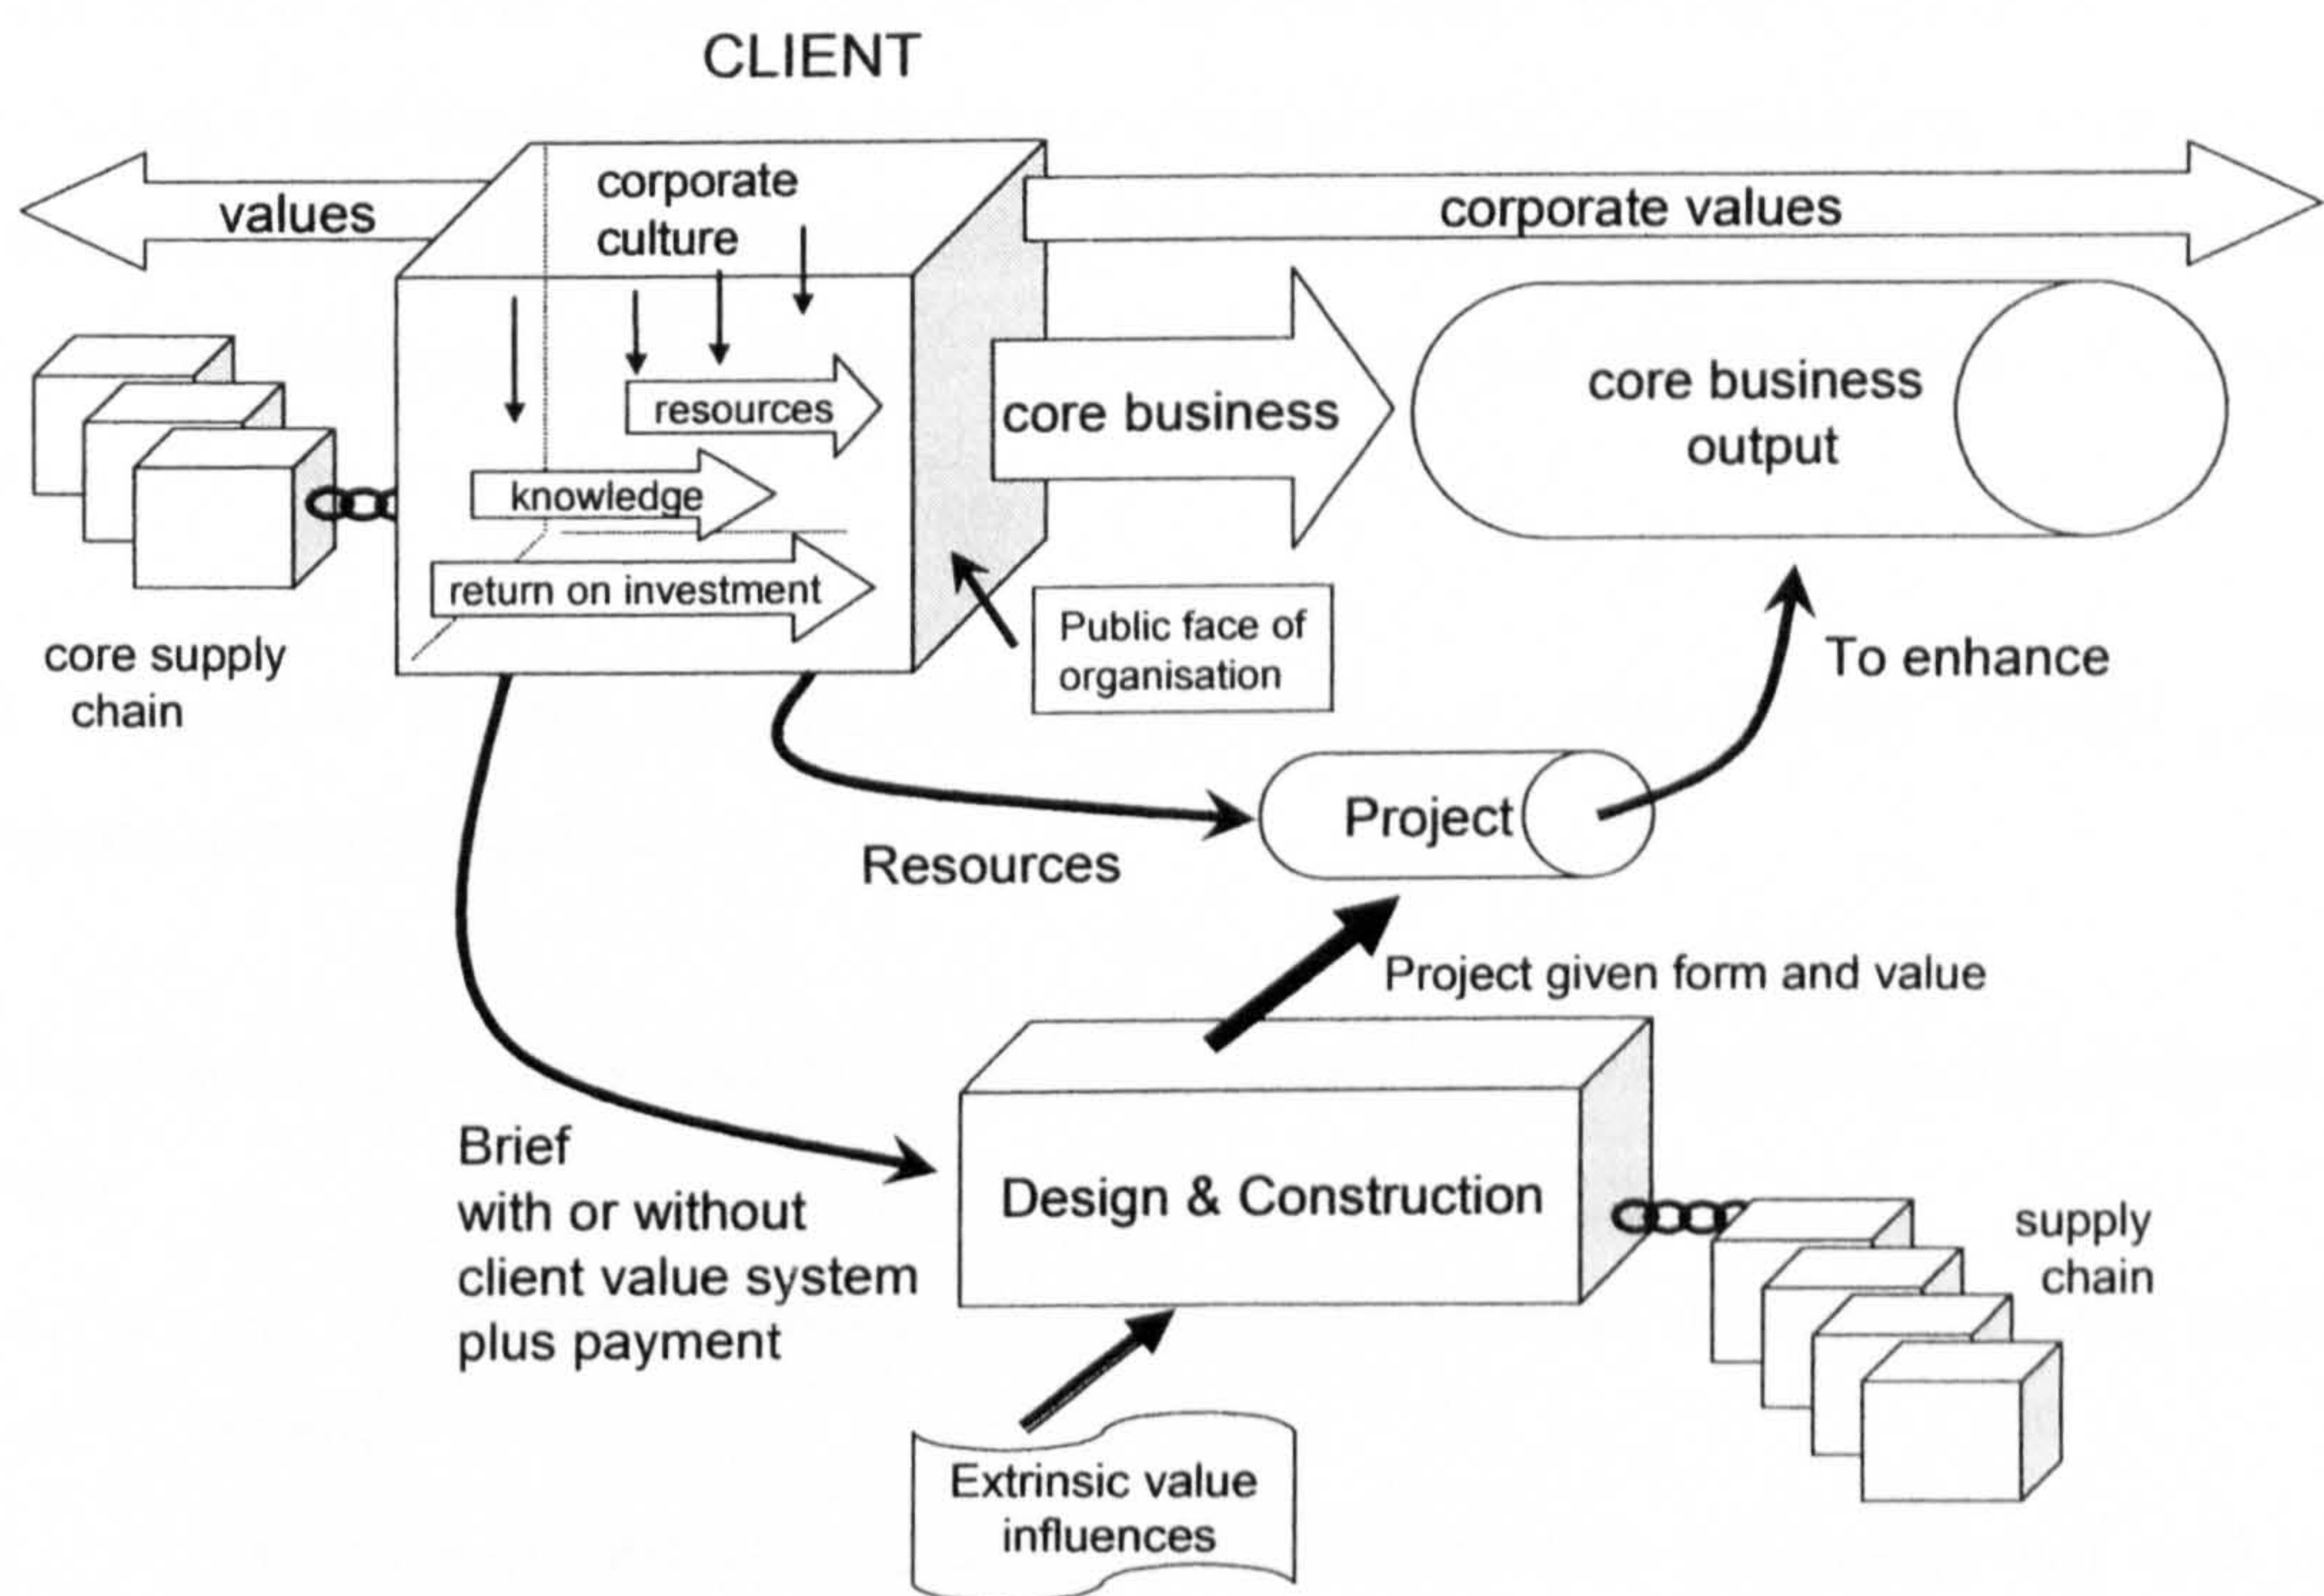 CLIENT
values
corporate
culture
corporate values
resources
core business
core business
output
knowledge
return on investment
Public face of
organisation
core supply
chain
To enhance
Project
Resources
Project given form and value
Brief
with or without
client value system
plus payment
Design & Construction
supply
chain
Extrinsic value
influences